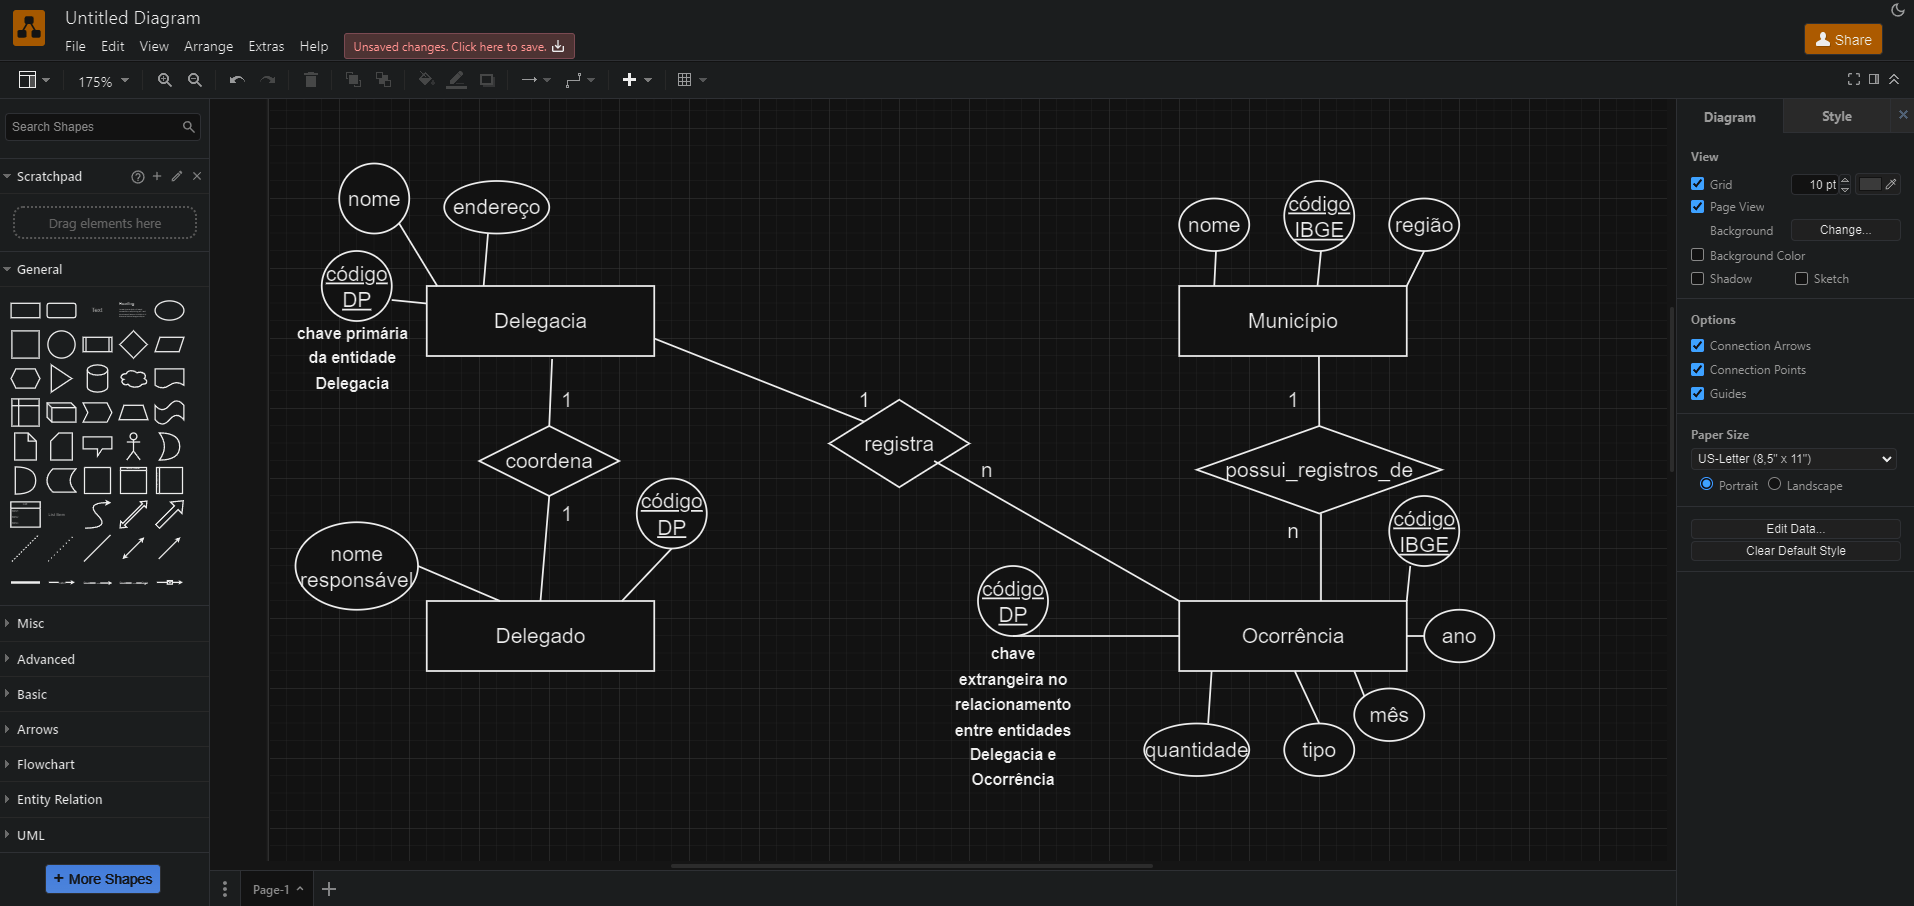 Untitled Diagram
File Edit View Arrange Extras Help Unsaved changes. Click here to save.
Share
175%
Search Shapes
Scratchpad
Drag elements here
General
Text
Heading
Misc
Advanced
Basic
Arrows
Flowchart
Entity Relation
UML
+ More Shapes
nome
endereço
código
DP
chave primária
da entidade
Delegacia
Delegacia
1
coordena
1
nome
responsável
código
DP
Delegado
1
registra
n
nome
código
IBGE
região
Município
1
possui_registros_de
n
código
IBGE
código
DP
chave
extrangeira no
relacionamento
entre entidades
Delegacia e
Ocorrência
Ocorrência
ano
mês
tipo
quantidade
Page-1
Diagram Style
View
Grid 10 pt
Page View
Background Change...
Background Color
Shadow Sketch
Options
Connection Arrows
Connection Points
Guides
Paper Size
US-Letter (8,5" x 11")
Portrait Landscape
Edit Data...
Clear Default Style